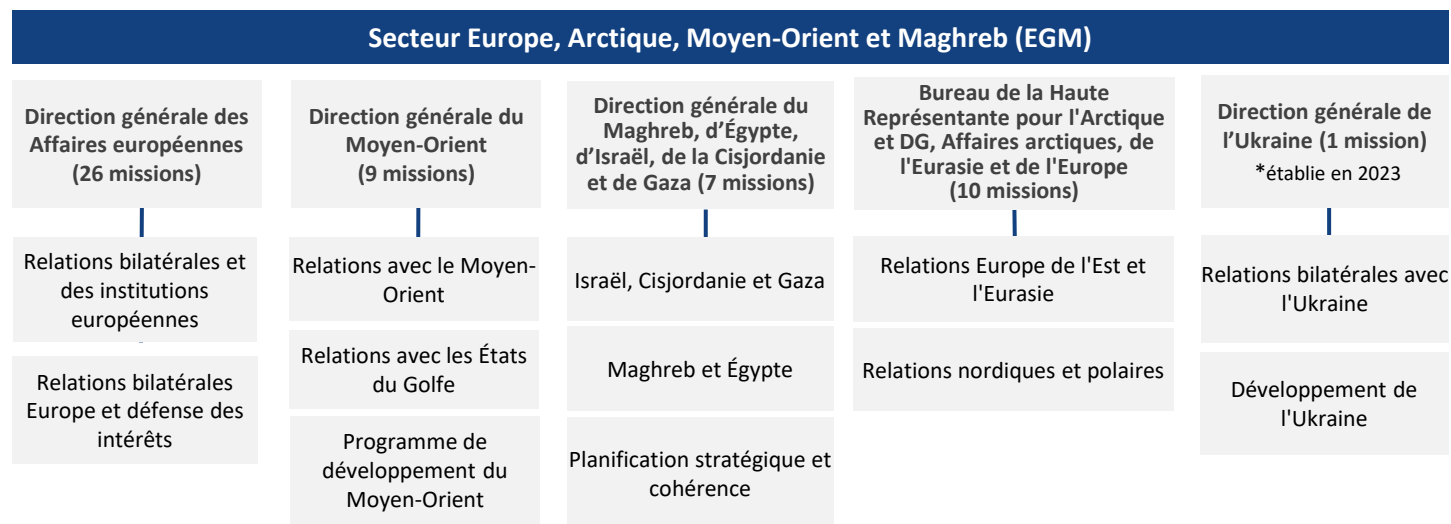 Secteur Europe, Arctique, Moyen-Orient et Maghreb (EGM)
Direction générale des
Affaires européennes
(26 missions)
Relations bilatérales et
des institutions
européennes
Relations bilatérales
Europe et défense des
intérêts
Direction générale du
Moyen-Orient
(9 missions)
Relations avec le Moyen-
Orient
Relations avec les États
du Golfe
Programme de
développement du
Moyen-Orient
Direction générale du
Maghreb, d’Égypte,
d’Israël, de la Cisjordanie
et de Gaza (7 missions)
Israël, Cisjordanie et Gaza
Maghreb et Égypte
Planification stratégique et
cohérence
Bureau de la Haute
Représentante pour l'Arctique
et DG, Affaires arctiques, de
l'Eurasie et de l'Europe
(10 missions)
Relations Europe de l'Est et
l'Eurasie
Relations nordiques et polaires
Direction générale de
l’Ukraine (1 mission)
*établie en 2023
Relations bilatérales avec
l'Ukraine
Développement de
l'Ukraine